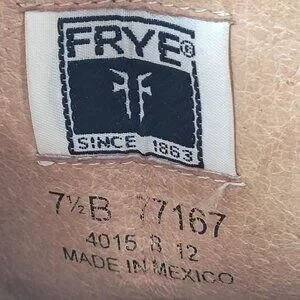 FRYE®
SINCE 1863
7½B 77167
4015 8 12
MADE IN MEXICO